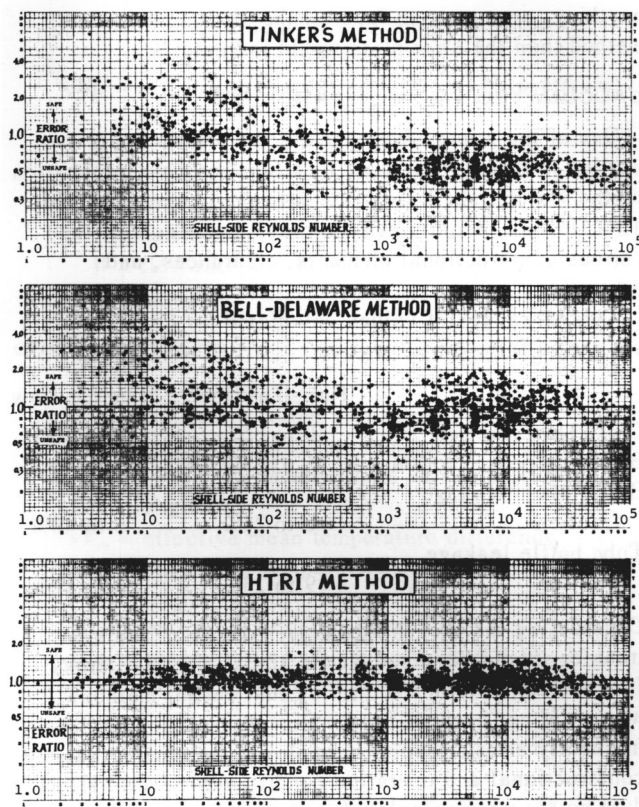 TINKER'S METHOD
4.0
2.0
SAFE
1.0
ERROR
RATIO
UNSAFE
0.5
0.3
SHELL-SIDE REYNOLDS NUMBER
1.0 10 10² 10³ 10⁴ 10⁵
BELL-DELAWARE METHOD
4.0
2.0
SAFE
1.0
ERROR
RATIO
UNSAFE
0.5
0.3
SHELL-SIDE REYNOLDS NUMBER
1.0 10 10² 10³ 10⁴ 10⁵
HTRI METHOD
4.0
2.0
SAFE
1.0
UNSAFE
0.5
ERROR
RATIO
SHELL-SIDE REYNOLDS NUMBER
1.0 10 10² 10³ 10⁴ 10⁵